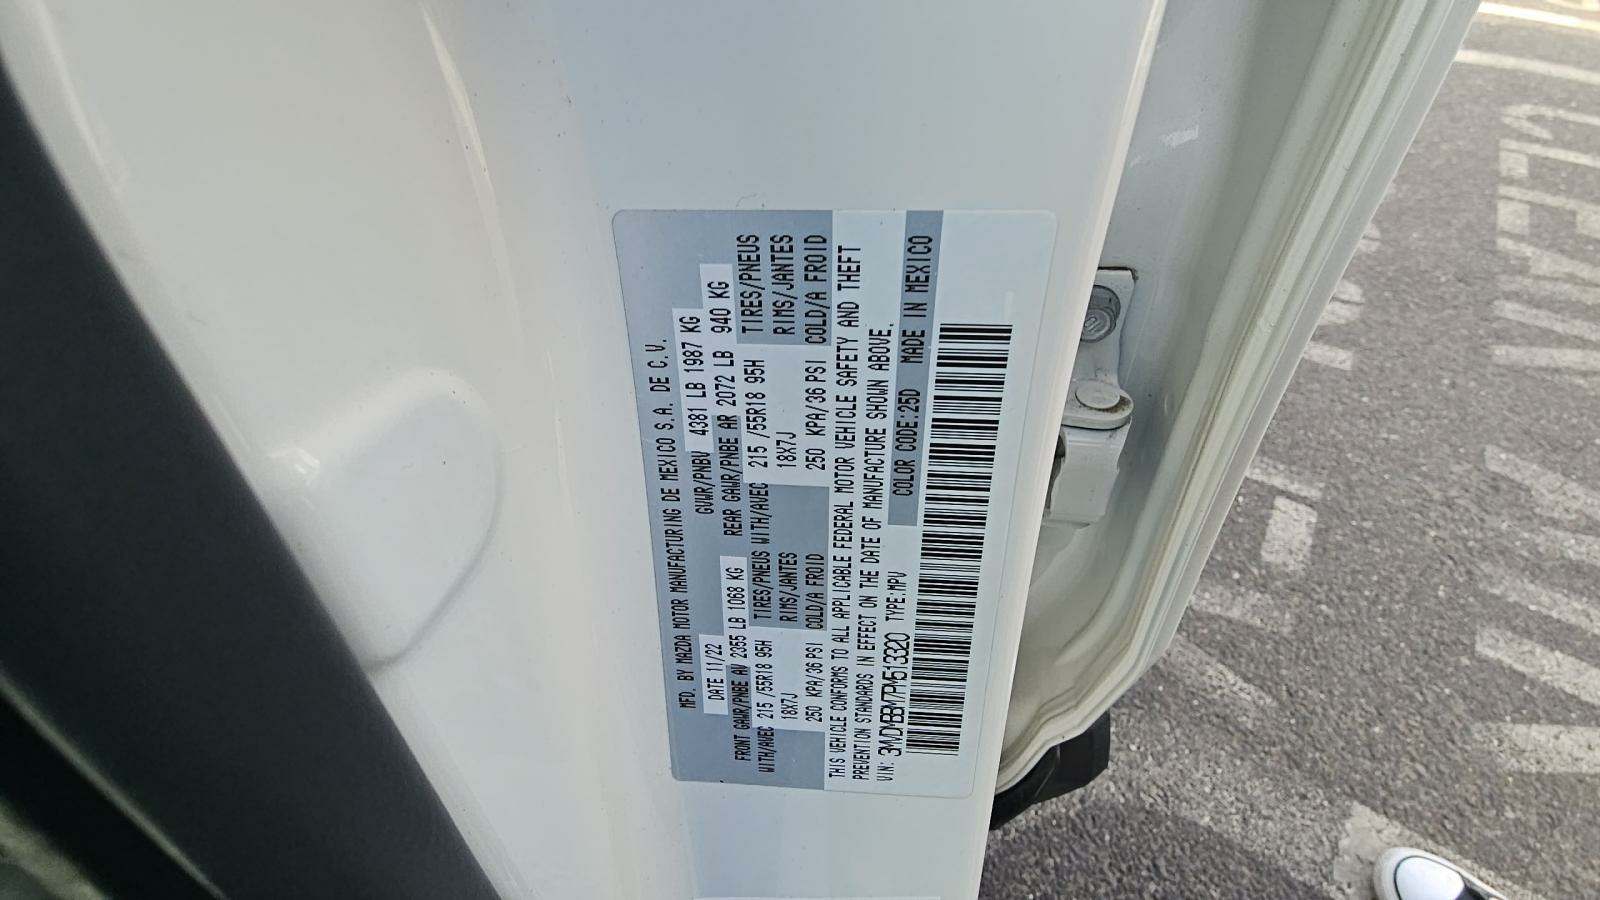 MFD. BY MAZDA MOTOR MANUFACTURING DE MEXICO S.A. DE C.V.
DATE 11/22 GVWR/PNBV 4381 LB 1987 KG
FRONT GAWR/PNBE AV 2355 LB 1068 KG REAR GAWR/PNBE AR 2072 LB 940 KG
WITH/AVEC 215 /55R18 95H TIRES/PNEUS WITH/AVEC 215 /55R18 95H TIRES/PNEUS
18X7J RIMS/JANTES 18X7J RIMS/JANTES
250 KPA/36 PSI COLD/A FROID 250 KPA/36 PSI COLD/A FROID
THIS VEHICLE CONFORMS TO ALL APPLICABLE FEDERAL MOTOR VEHICLE SAFETY AND THEFT
PREVENTION STANDARDS IN EFFECT ON THE DATE OF MANUFACTURE SHOWN ABOVE.
VIN: 3MVDMBBM7PM513320 TYPE:MPV COLOR CODE:25D MADE IN MEXICO